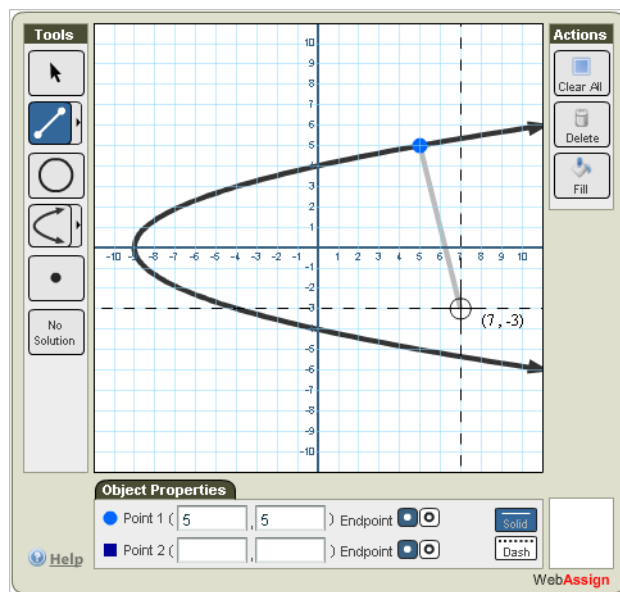 Tools
Actions
Clear All
Delete
Fill
No
Solution
10
9
8
7
6
5
4
3
2
1
-10 -9 -8 -7 -6 -5 -4 -3 -2 -1 1 2 3 4 5 6 7 8 9 10
-1
-2
-3
-4
-5
-6
-7
-8
-9
-10
(7 , -3)
Object Properties
Point 1 ( 5 , 5 ) Endpoint Solid
Point 2 ( , ) Endpoint Dash
Help
WebAssign